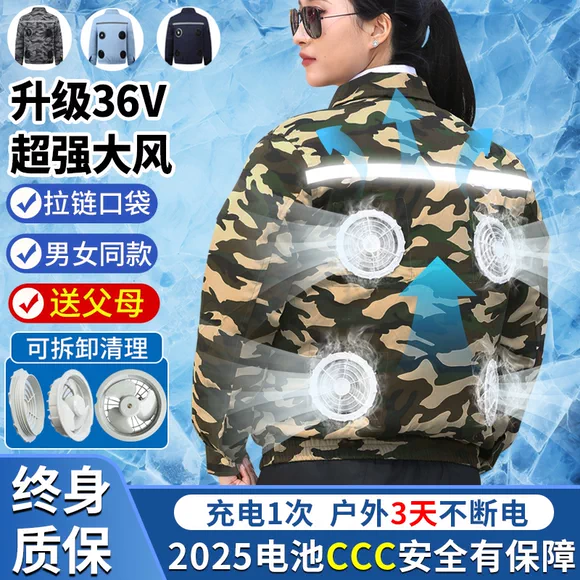 升级36V
超强大风
拉链口袋
男女同款
送父母
可拆卸清理
终身
质保
充电1次 户外3天不断电
2025电池CCC安全有保障